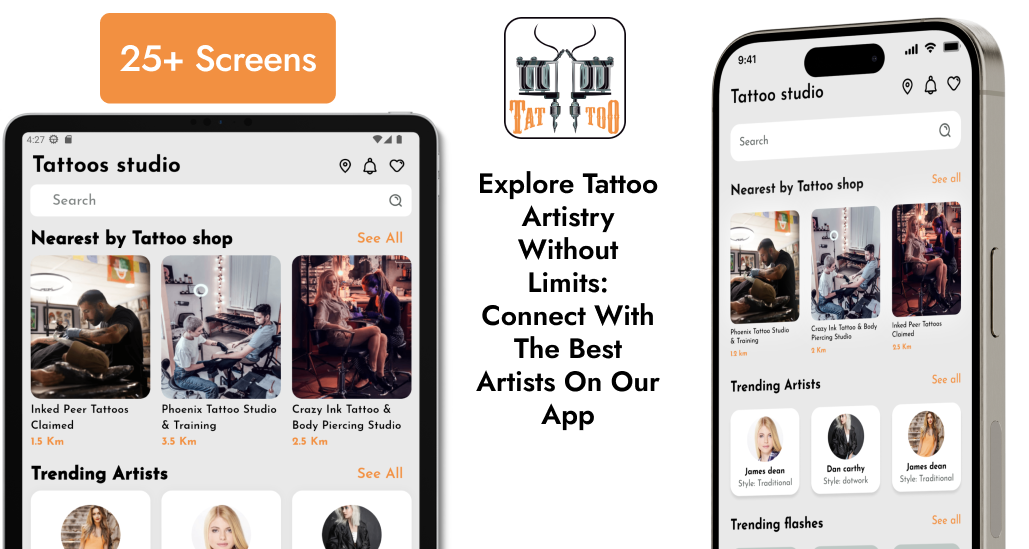 25+ Screens
4:27
Tattoos studio
Search
Nearest by Tattoo shop
See All
Inked Peer Tattoos
Claimed
1.5 Km
Phoenix Tattoo Studio
& Training
3.5 Km
Crazy Ink Tattoo &
Body Piercing Studio
2.5 Km
Trending Artists
See All
TATTOO
Explore Tattoo
Artistry
Without
Limits:
Connect With
The Best
Artists On Our
App
9:41
Tattoo studio
Search
Nearest by Tattoo shop
See all
Phoenix Tattoo Studio
& Training
1.2 km
Crazy Ink Tattoo & Body
Piercing Studio
2 Km
Inked Peer Tattoos
Claimed
2.5 Km
Trending Artists
See all
James dean
Style: Traditional
Dan carthy
Style: dotwork
James dean
Style: Traditional
Trending flashes
See all